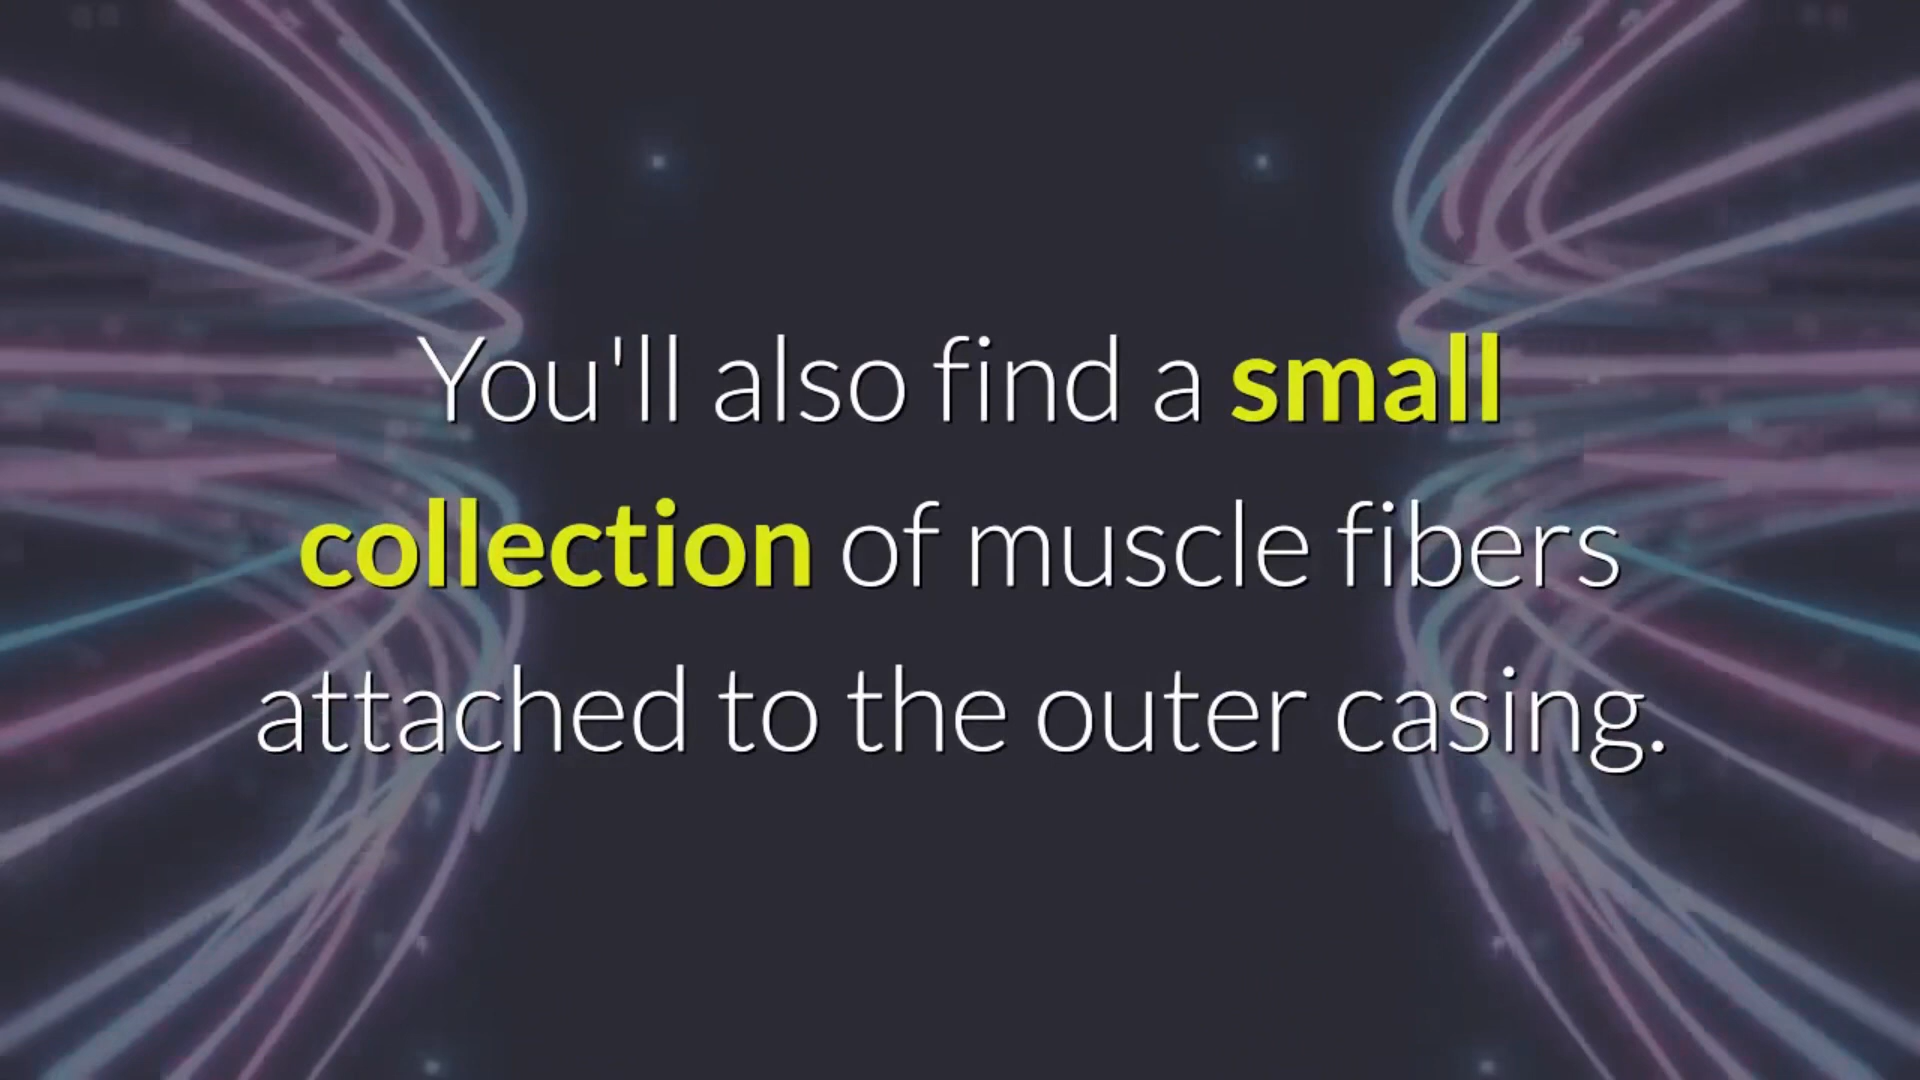 You'll also find a small
collection of muscle fibers
attached to the outer casing.